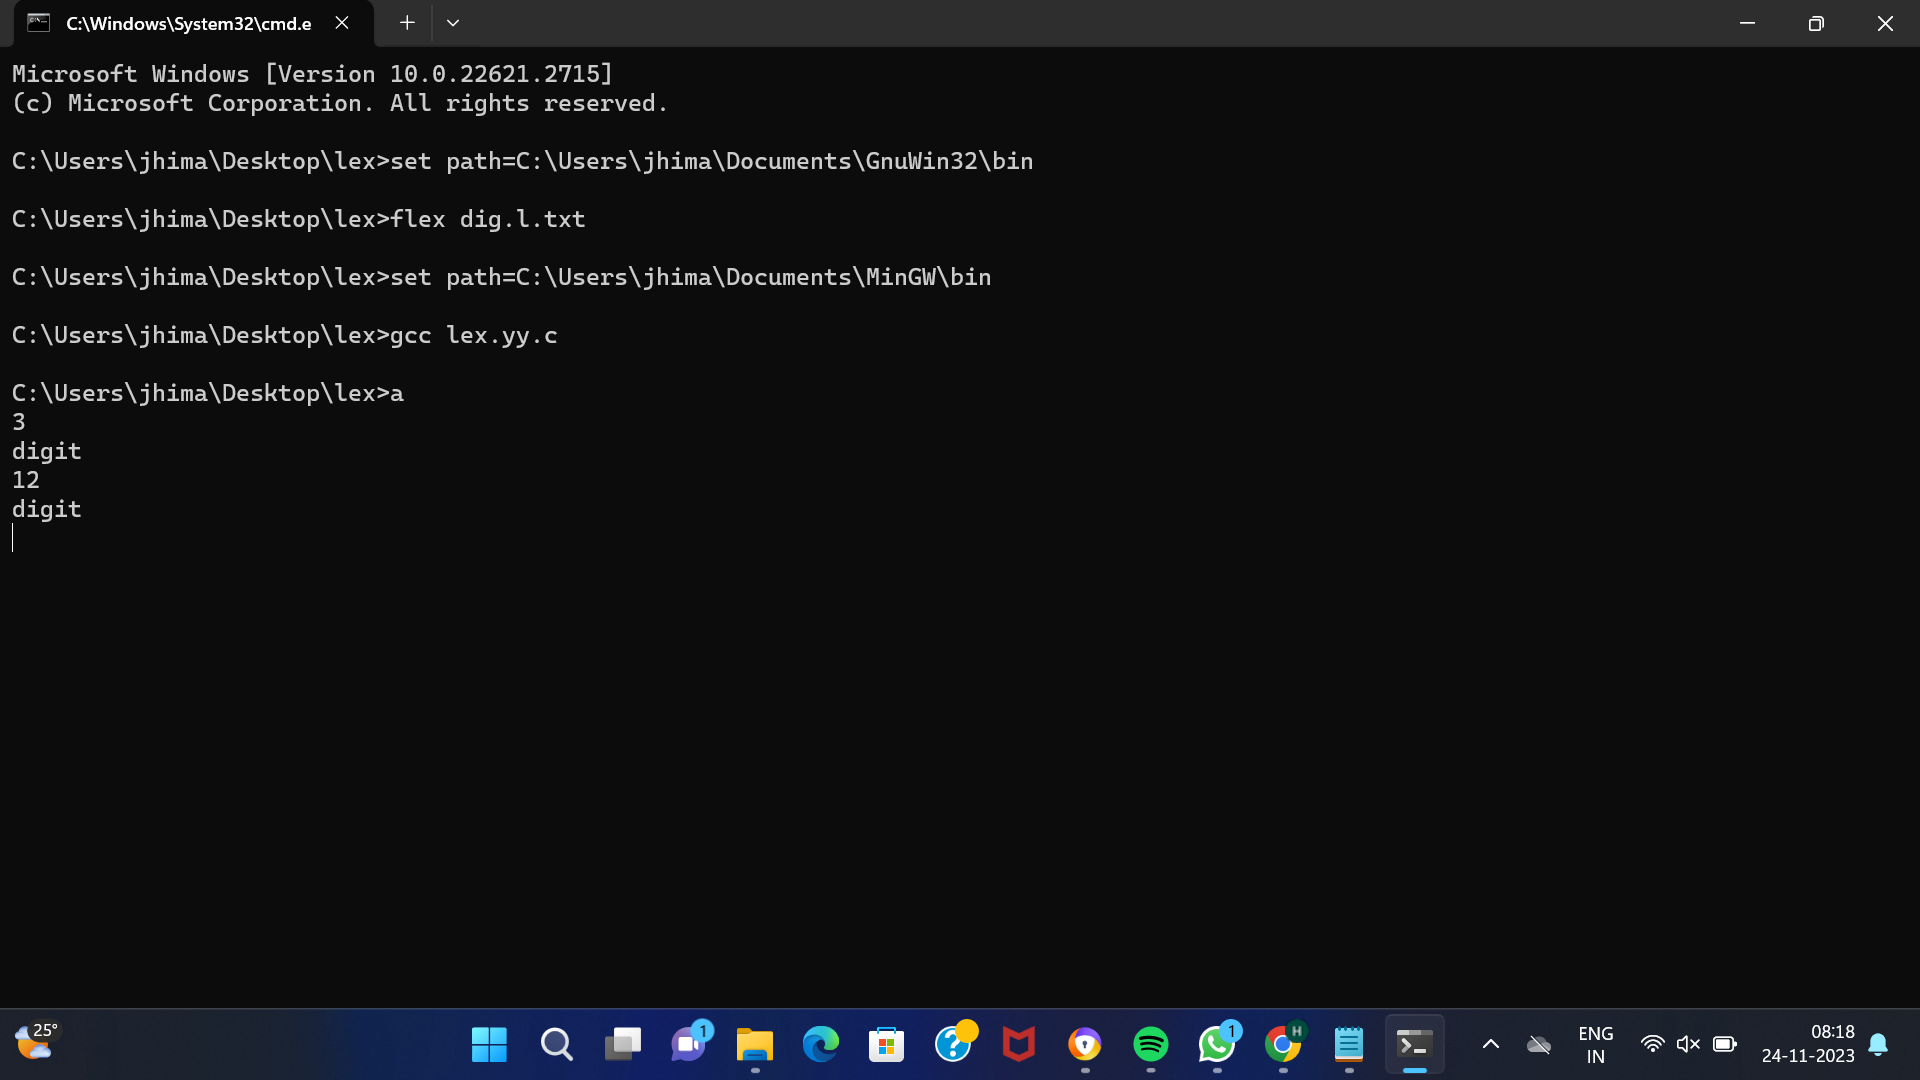 C:\Windows\System32\cmd.e
Microsoft Windows [Version 10.0.22621.2715]
(c) Microsoft Corporation. All rights reserved.
C:\Users\jhima\Desktop\lex>set path=C:\Users\jhima\Documents\GnuWin32\bin
C:\Users\jhima\Desktop\lex>flex dig.l.txt
C:\Users\jhima\Desktop\lex>set path=C:\Users\jhima\Documents\MinGW\bin
C:\Users\jhima\Desktop\lex>gcc lex.yy.c
C:\Users\jhima\Desktop\lex>a
3
digit
12
digit
25°
1
1
H
ENG
IN
08:18
24-11-2023